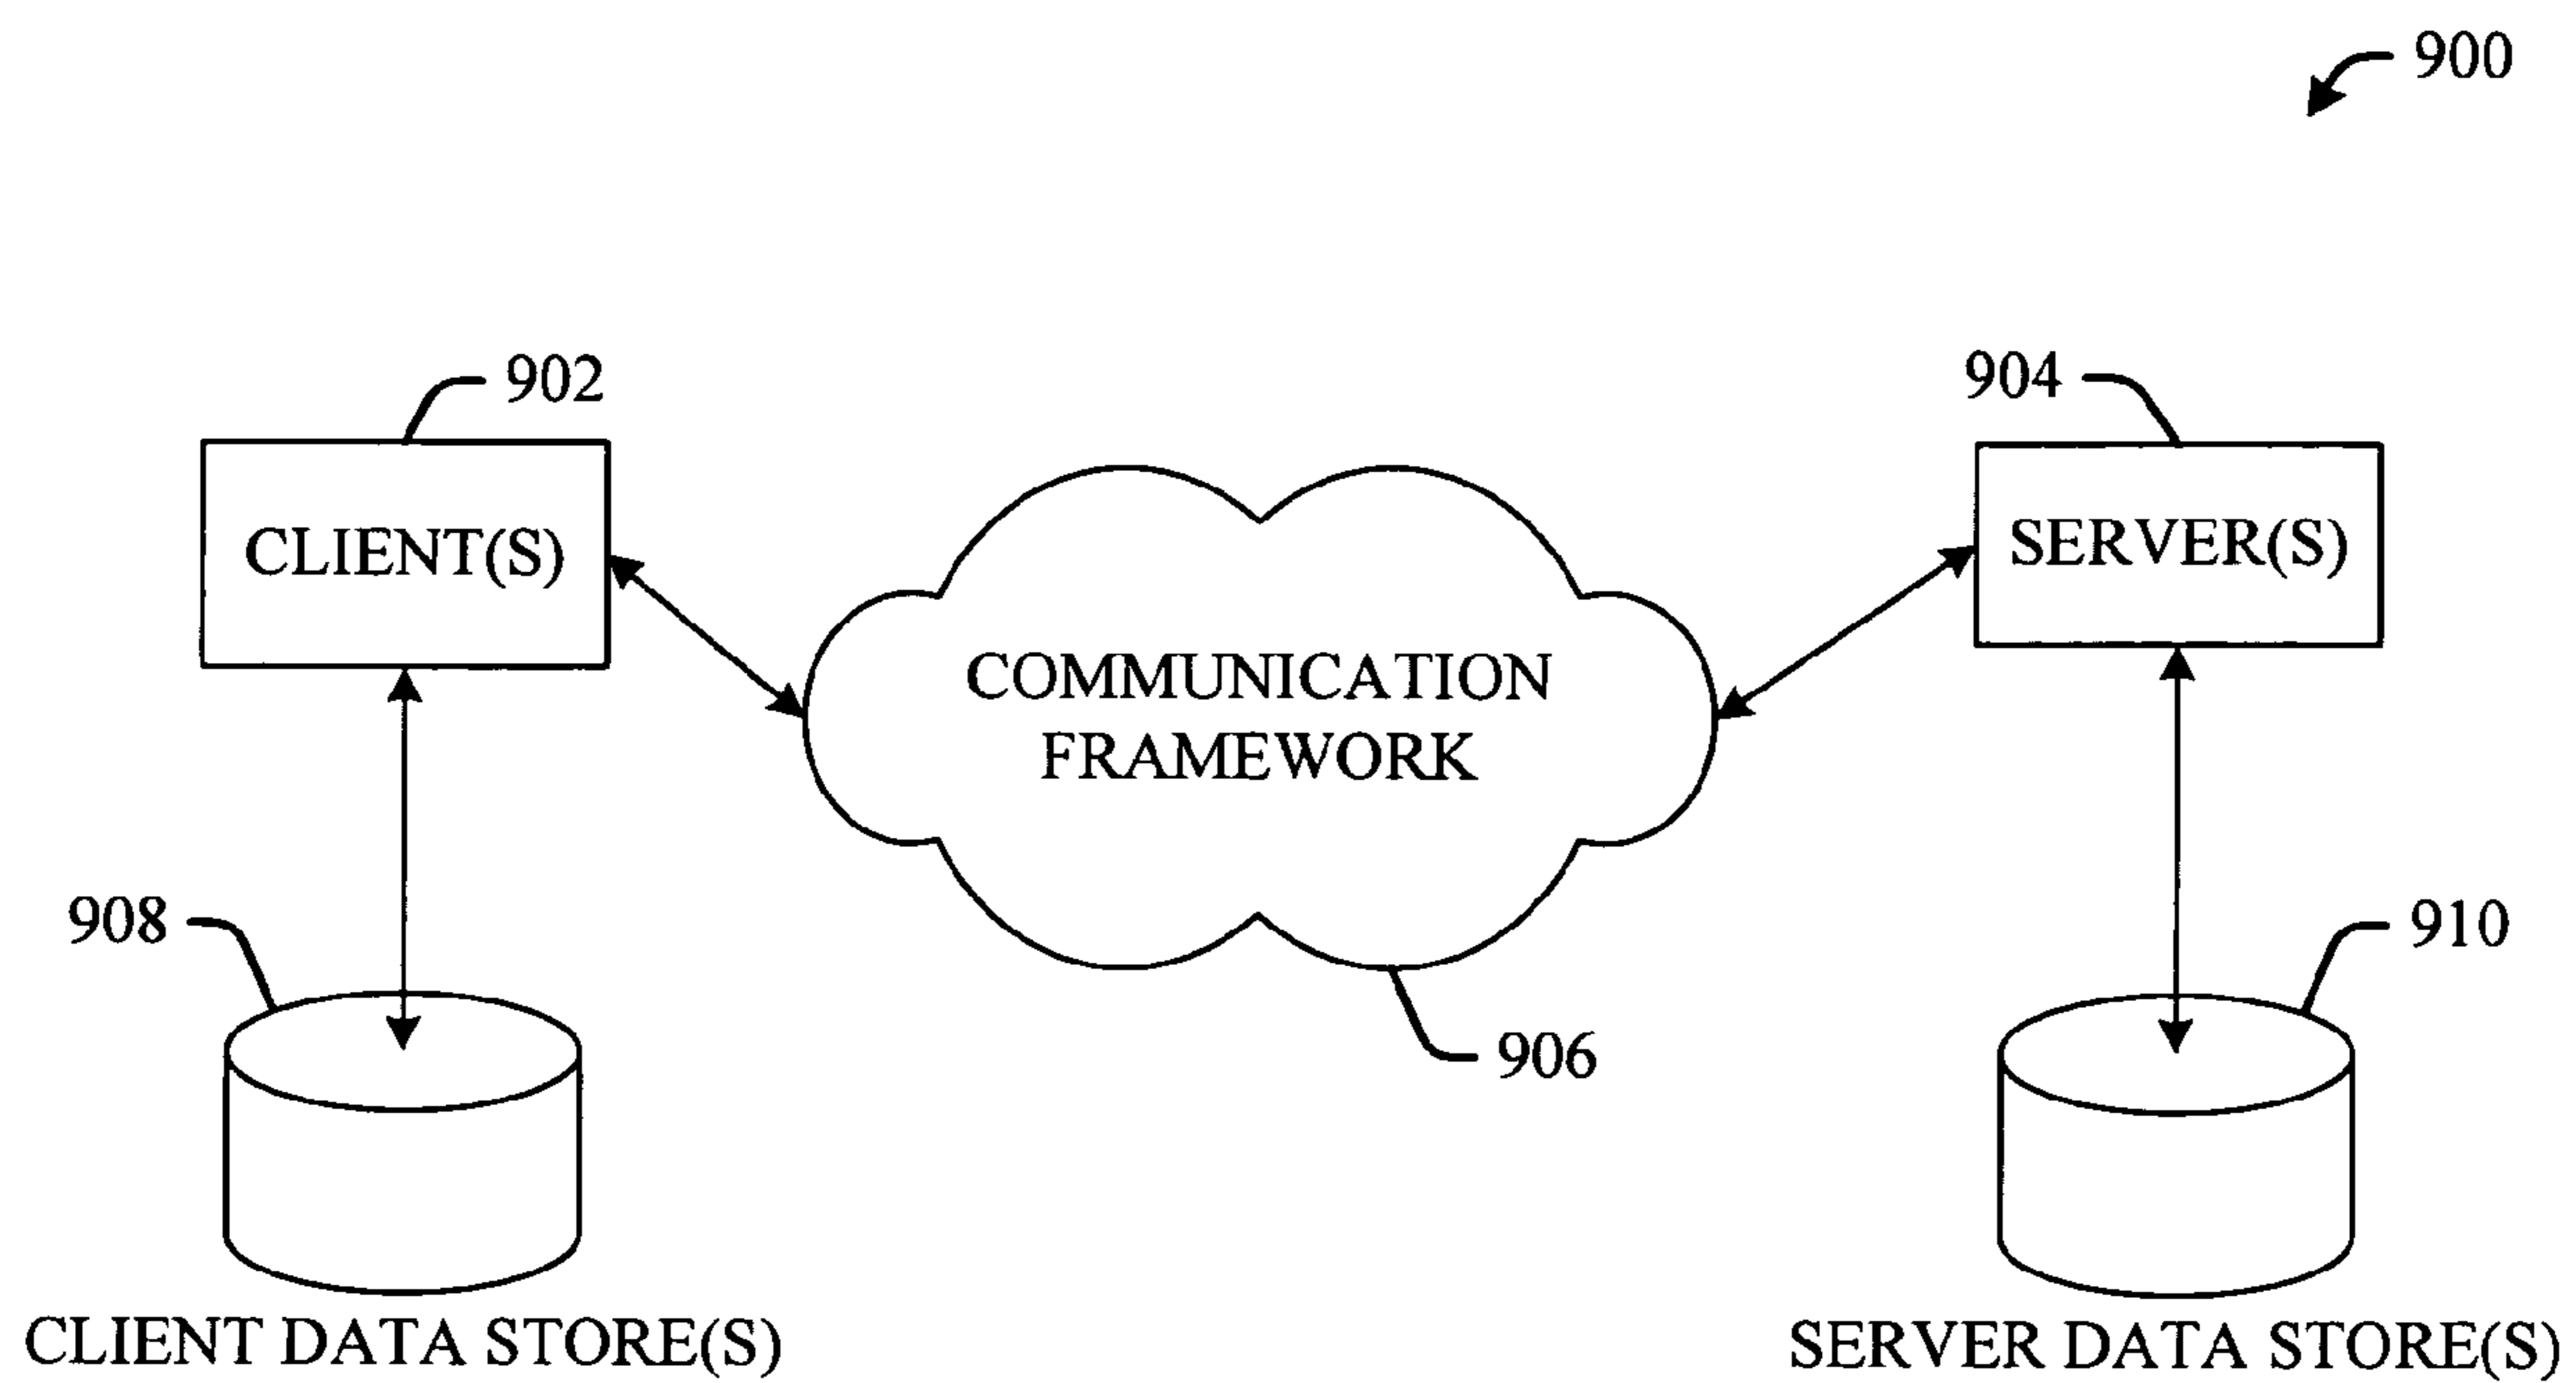 900
902
904
CLIENT(S)
SERVER(S)
COMMUNICATION
FRAMEWORK
908
910
906
CLIENT DATA STORE(S)
SERVER DATA STORE(S)